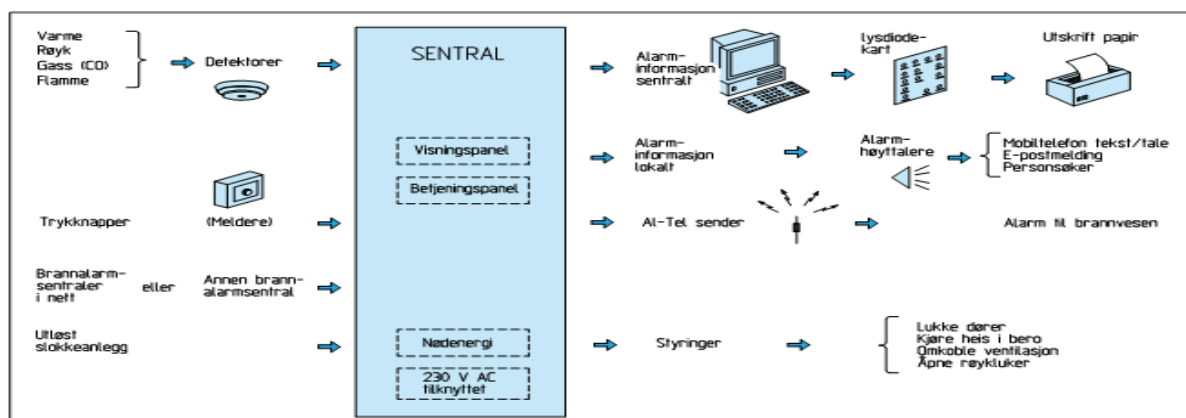 Varme
Røyk
Gass (CO)
Flamme
Detektorer
SENTRAL
Alarm-
informasjon
sentralt
lysdiode-
kart
Utskrift papir
Visningspanel
Alarm-
informasjon
lokalt
Alarm-
høyttalere
Mobiltelefon tekst/tale
E-postmelding
Personsøker
Betjeningspanel
Trykknapper
(Meldere)
Al-Tel sender
Alarm til brannvesen
Brannalarm-
sentraler
i nett
eller
Annen brann-
alarmsentral
Utløst
slokkeanlegg
Nødenergi
Styringer
Lukke dører
Kjøre heis i bero
Omkoble ventilasjon
Åpne røykluker
230 V AC
tilknyttet